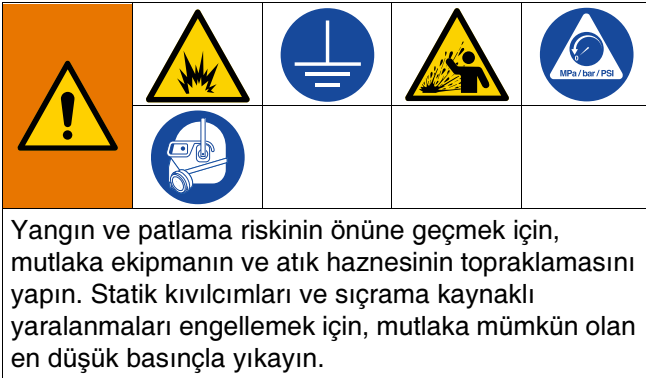 MPa/bar/PSI
Yangın ve patlama riskinin önüne geçmek için,
mutlaka ekipmanın ve atık haznesinin topraklamasını
yapın. Statik kıvılcımları ve sıçrama kaynaklı
yaralanmaları engellemek için, mutlaka mümkün olan
en düşük basınçla yıkayın.